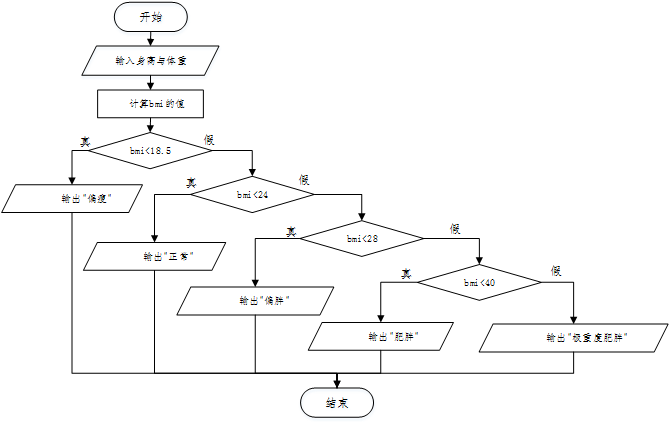 开始
输入身高与体重
计算bmi的值
真
假
bmi<18.5
输出"偏瘦"
真
假
bmi<24
输出"正常"
真
假
bmi<28
输出"偏胖"
真
假
bmi<40
输出"肥胖"
输出"极重度肥胖"
结束